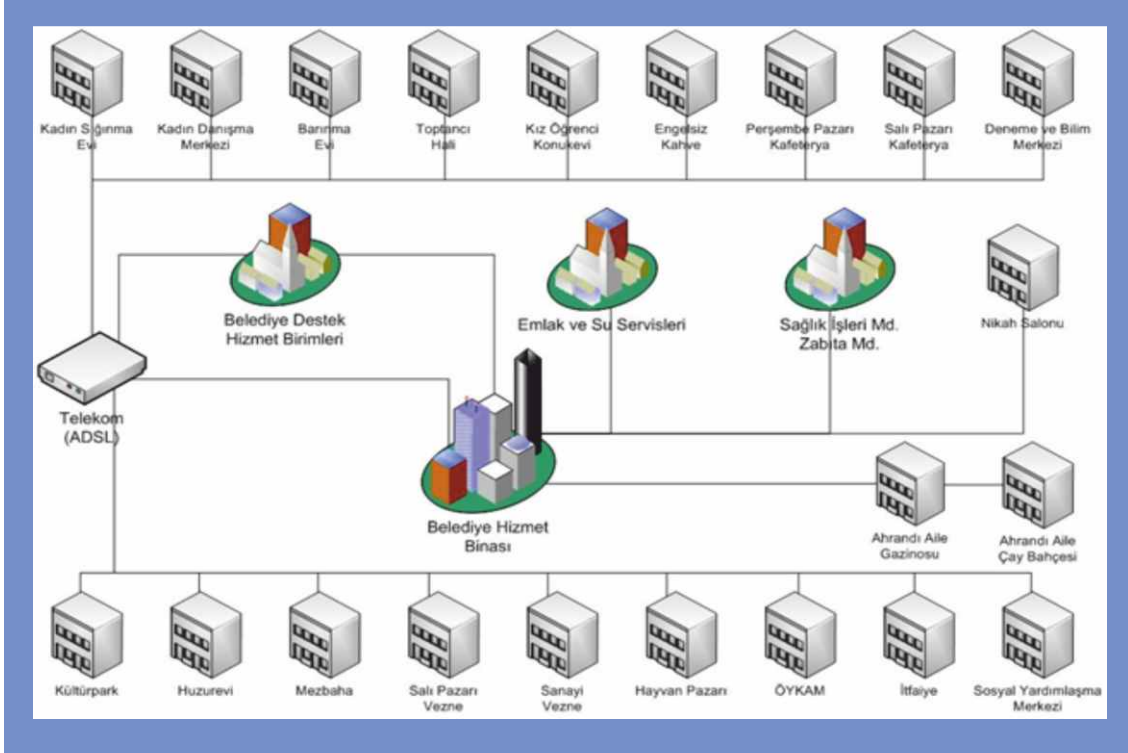 Kadın Sığınma
Evi
Kadın Danışma
Merkezi
Barınma
Evi
Toptancı
Hali
Kız Öğrenci
Konukevi
Engelsiz
Kahve
Perşembe Pazarı
Kafeterya
Salı Pazarı
Kafeterya
Deneme ve Bilim
Merkezi
Belediye Destek
Hizmet Birimleri
Emlak ve Su Servisleri
Sağlık İşleri Md.
Zabıta Md.
Nikah Salonu
Telekom
(ADSL)
Belediye Hizmet
Binası
Ahrandı Aile
Gazinosu
Ahrandı Aile
Çay Bahçesi
Kültürpark
Huzurevi
Mezbaha
Salı Pazarı
Vezne
Sanayi
Vezne
Hayvan Pazarı
ÖYKAM
İtfaiye
Sosyal Yardımlaşma
Merkezi